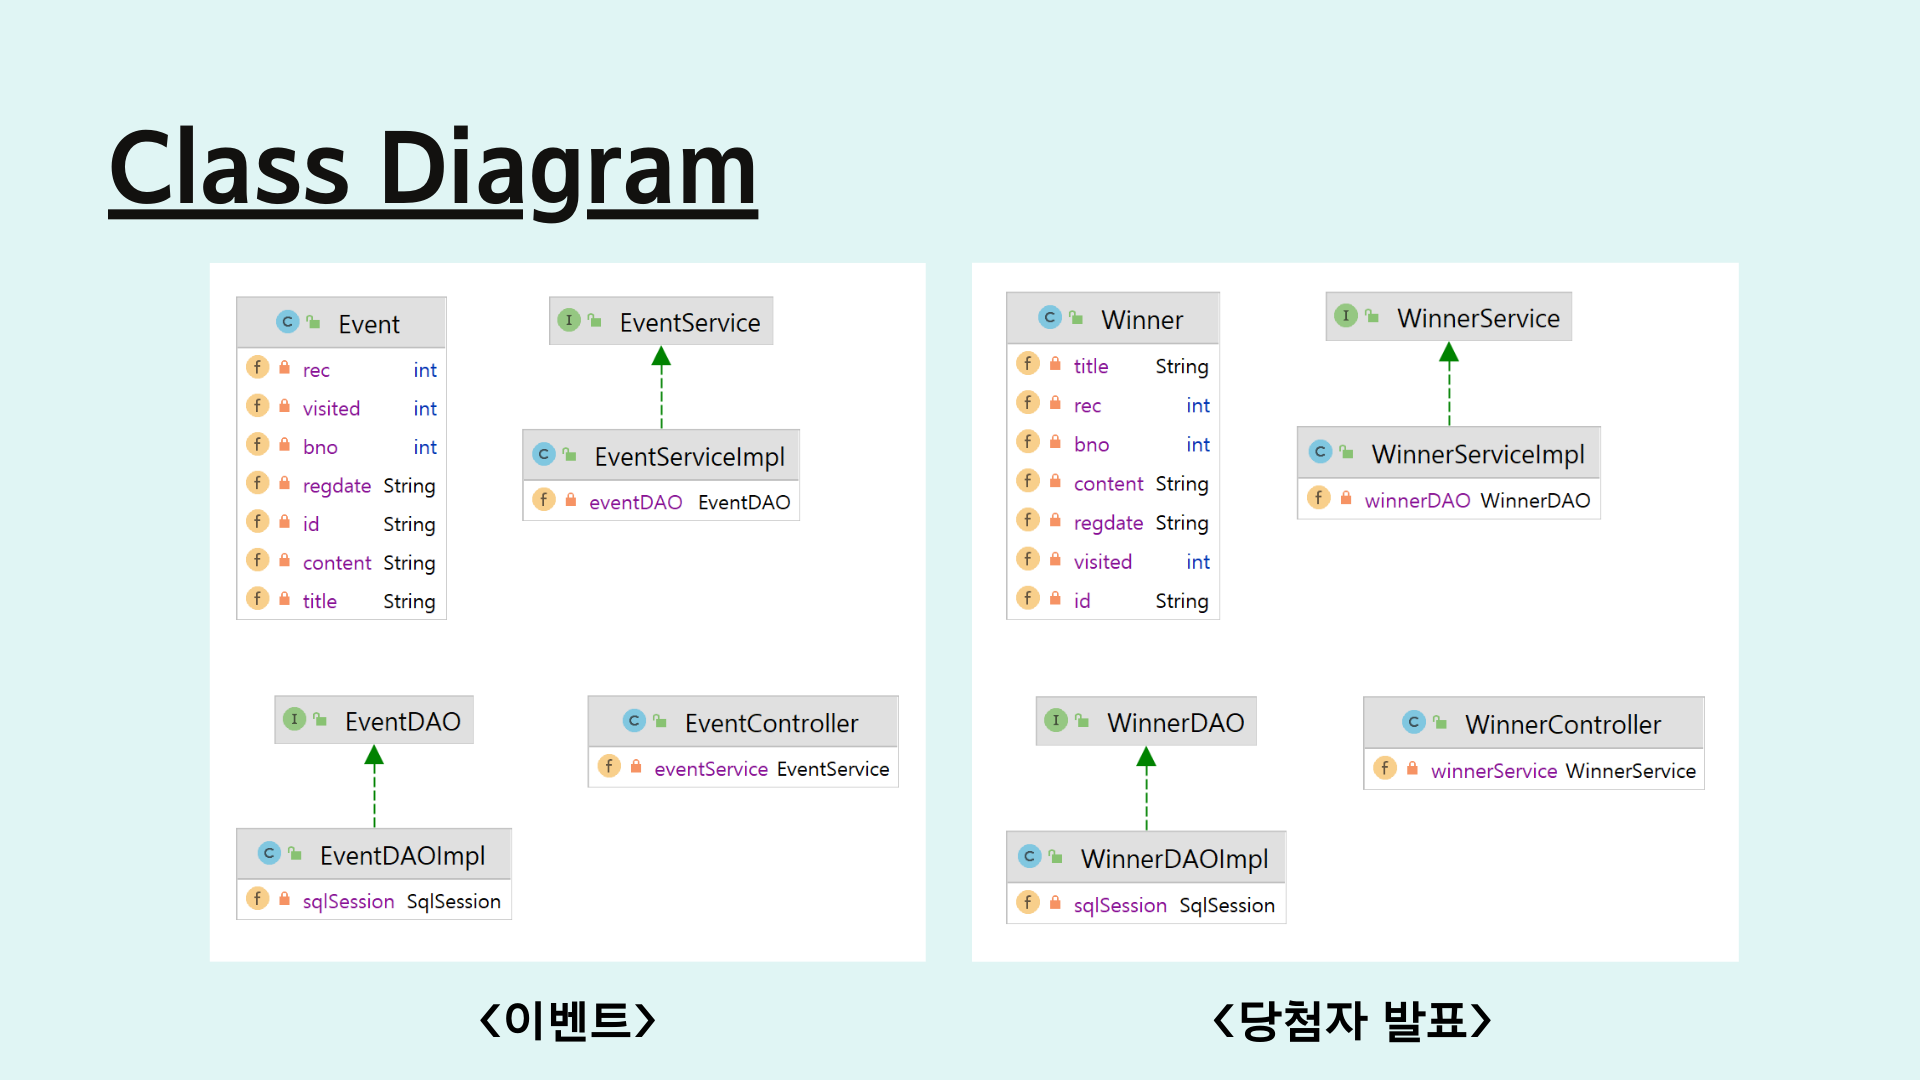 Class Diagram
C Event
f rec int
f visited int
f bno int
f regdate String
f id String
f content String
f title String
I EventService
C EventServiceImpl
f eventDAO EventDAO
I EventDAO
C EventDAOImpl
f sqlSession SqlSession
C EventController
f eventService EventService
<이벤트>
C Winner
f title String
f rec int
f bno int
f content String
f regdate String
f visited int
f id String
I WinnerService
C WinnerServiceImpl
f winnerDAO WinnerDAO
I WinnerDAO
C WinnerDAOImpl
f sqlSession SqlSession
C WinnerController
f winnerService WinnerService
<당첨자 발표>